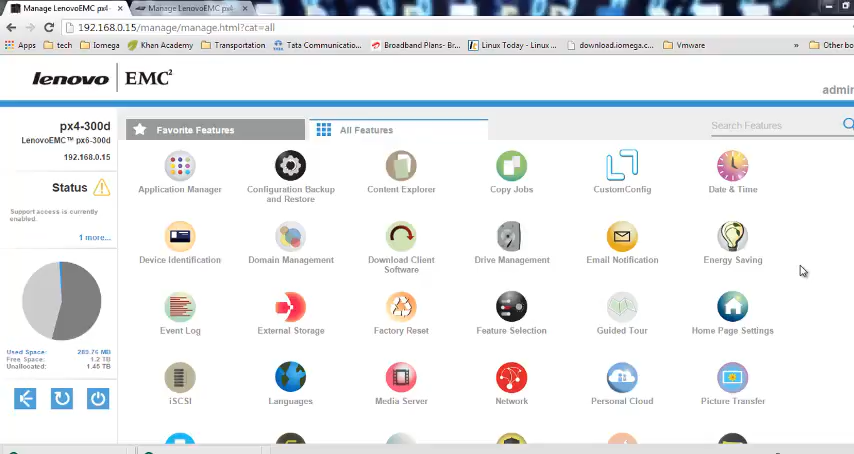 Manage LenovoEMC px4-
Manage LenovoEMC px4-
192.168.0.15/manage/manage.html?cat=all
Apps tech Iomega Khan Academy Transportation Tata Communicatio... Broadband Plans- Br... Linux Today - Linux ... download.iomega.c... Vmware » Other bo
lenovo EMC²
admin
px4-300d
LenovoEMC™ px6-300d
192.168.0.15
Status
Support access is currently
enabled.
1 more...
Used Space: 289.76 MB
Free Space: 1.2 TB
Unallocated: 1.45 TB
Favorite Features
All Features
Search Features
Application Manager
Configuration Backup
and Restore
Content Explorer
Copy Jobs
CustomConfig
Date & Time
Device Identification
Domain Management
Download Client
Software
Drive Management
Email Notification
Energy Saving
Event Log
External Storage
Factory Reset
Feature Selection
Guided Tour
Home Page Settings
iSCSI
Languages
Media Server
Network
Personal Cloud
Picture Transfer